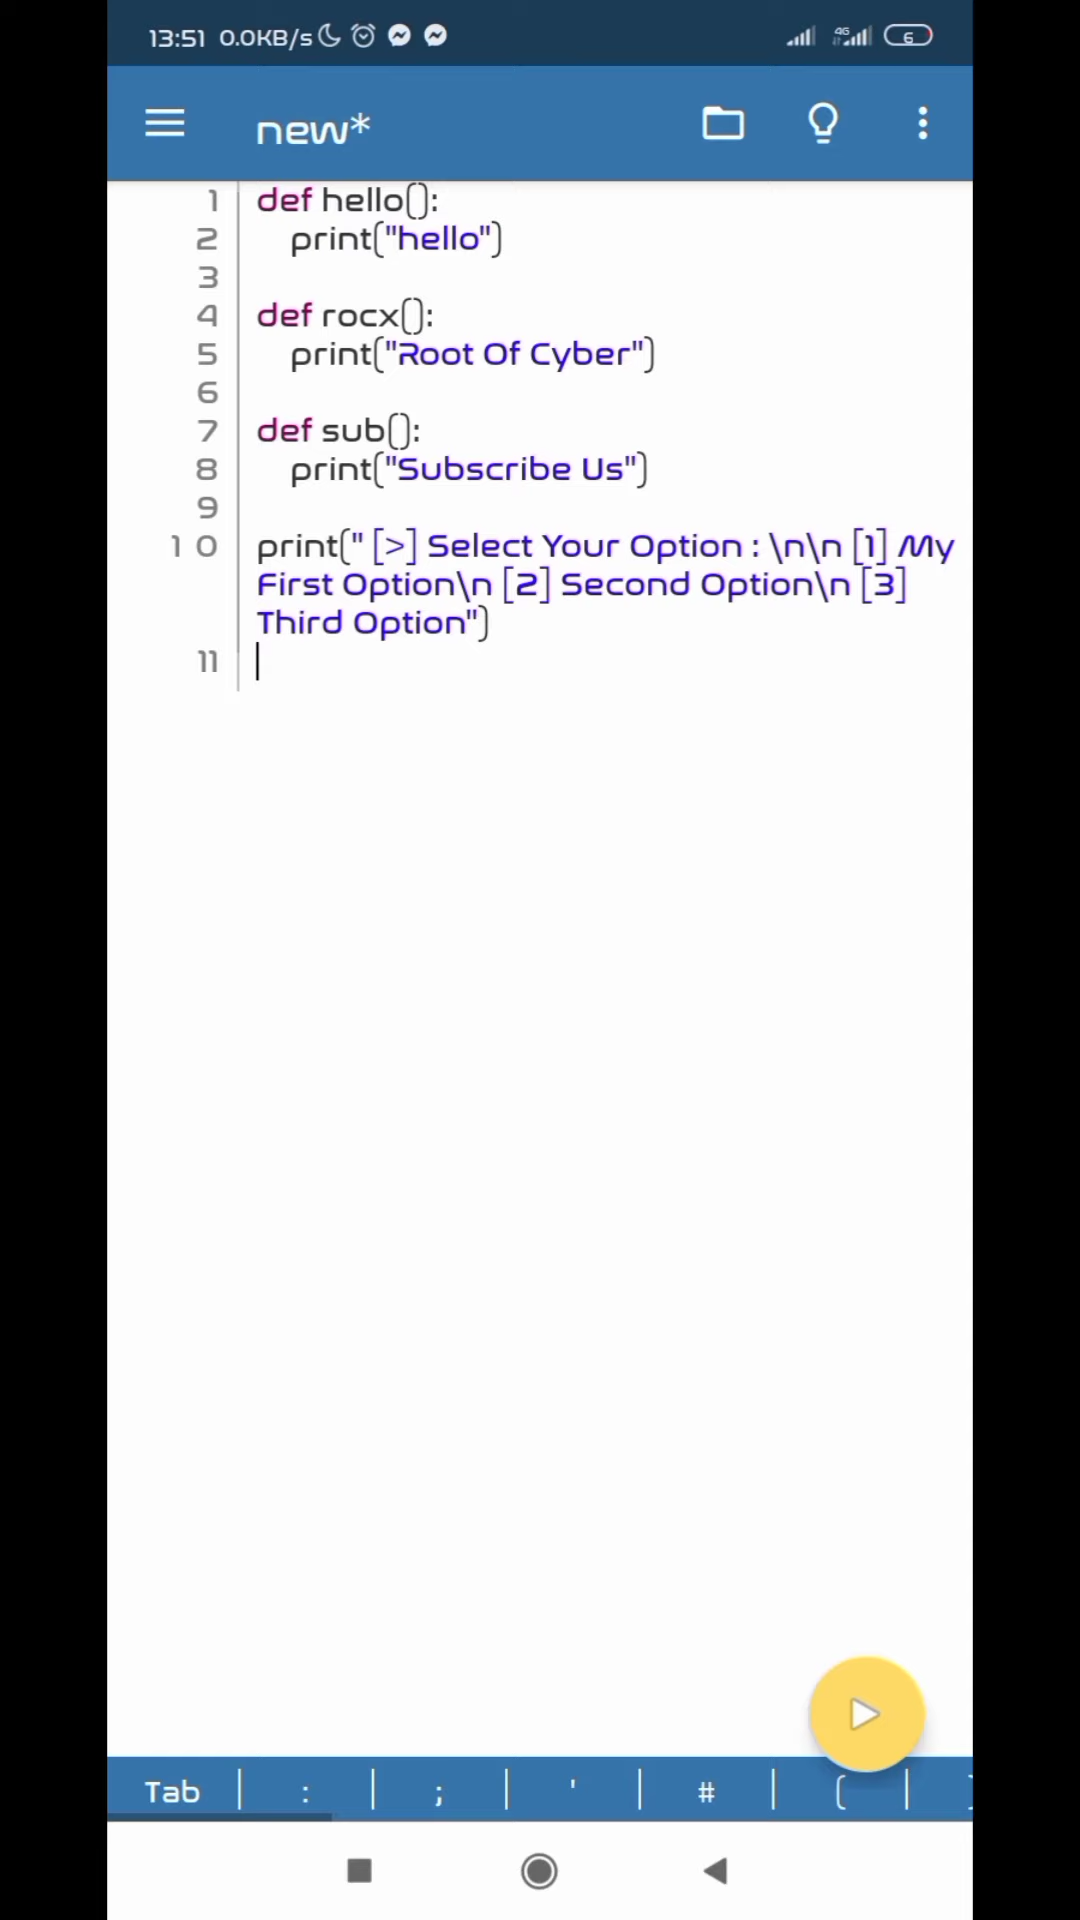 13:51 0.0KB/s 4G 6
new*
1 def hello():
2 print("hello")
3
4 def rocx():
5 print("Root Of Cyber")
6
7 def sub():
8 print("Subscribe Us")
9
10 print(" [>] Select Your Option : \n\n [1] My
First Option\n [2] Second Option\n [3]
Third Option")
11
Tab : ; ' # (